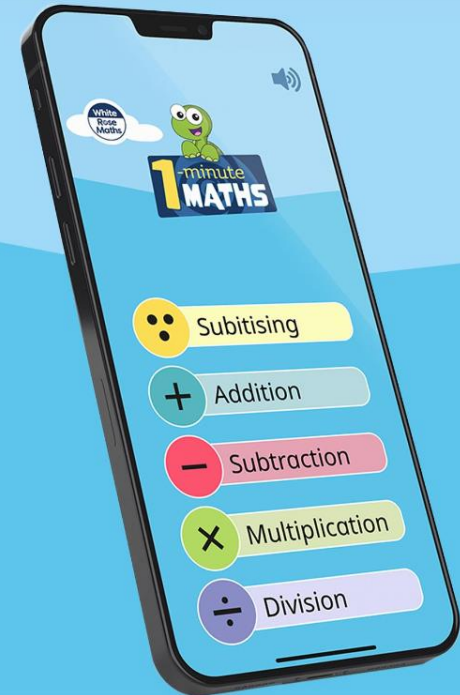 White
Rose
Maths
1-minute
MATHS
Subitising
+ Addition
− Subtraction
× Multiplication
÷ Division